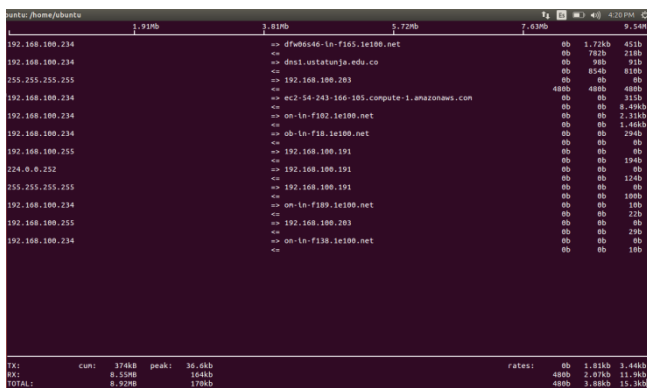 ountu: /home/ubuntu Es 4:20 PM
1.91Mb 3.81Mb 5.72Mb 7.63Mb 9.54M
192.168.100.234 => dfw06s46-in-f165.1e100.net 0b 1.72kb 451b
<= 0b 782b 218b
192.168.100.234 => dns1.ustatunja.edu.co 0b 98b 91b
<= 0b 854b 810b
255.255.255.255 => 192.168.100.203 0b 0b 0b
<= 480b 480b 480b
192.168.100.234 => ec2-54-243-166-105.compute-1.amazonaws.com 0b 0b 315b
<= 0b 0b 8.49kb
192.168.100.234 => on-in-f102.1e100.net 0b 0b 2.31kb
<= 0b 0b 1.46kb
192.168.100.234 => ob-in-f18.1e100.net 0b 0b 294b
<= 0b 0b 0b
192.168.100.255 => 192.168.100.191 0b 0b 0b
<= 0b 0b 194b
224.0.0.252 => 192.168.100.191 0b 0b 0b
<= 0b 0b 124b
255.255.255.255 => 192.168.100.191 0b 0b 0b
<= 0b 0b 100b
192.168.100.234 => om-in-f189.1e100.net 0b 0b 10b
<= 0b 0b 22b
192.168.100.255 => 192.168.100.203 0b 0b 0b
<= 0b 0b 29b
192.168.100.234 => on-in-f138.1e100.net 0b 0b 0b
<= 0b 0b 10b
TX: cum: 374kB peak: 36.6kb rates: 0b 1.81kb 3.44kb
RX: 8.55MB 164kb 480b 2.07kb 11.9kb
TOTAL: 8.92MB 170kb 480b 3.88kb 15.3kb